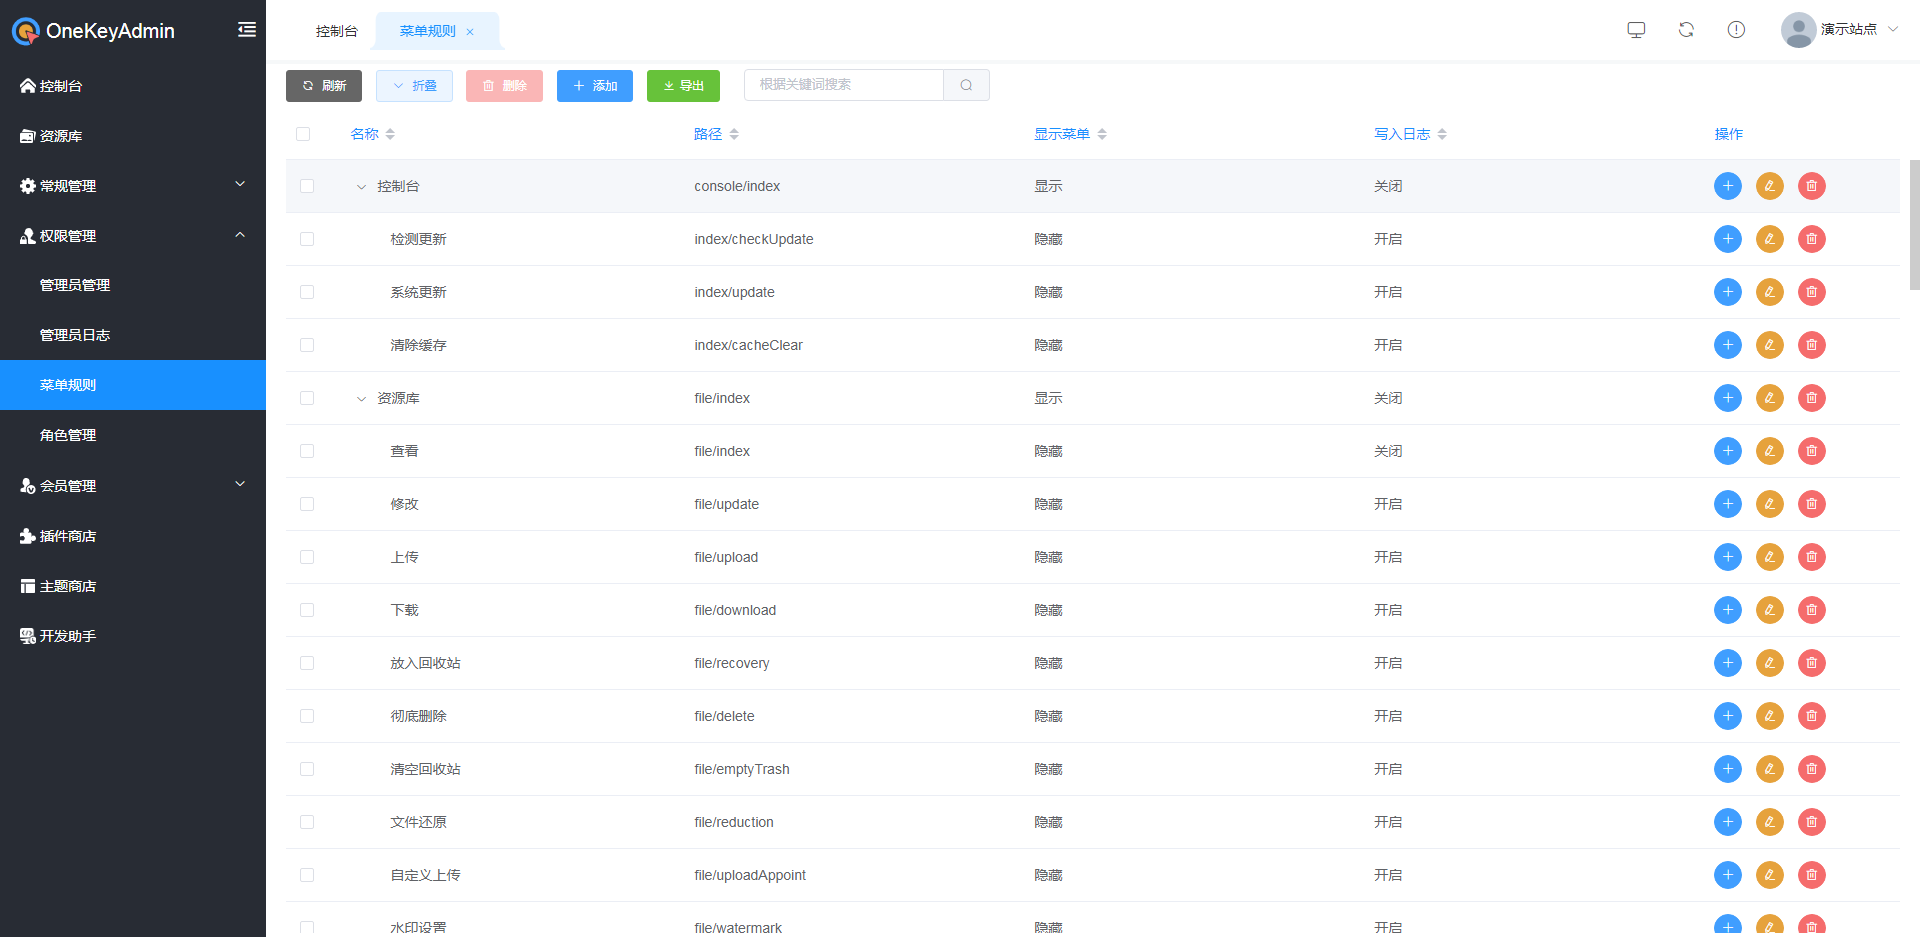 OneKeyAdmin
控制台
资源库
常规管理
权限管理
管理员管理
管理员日志
菜单规则
角色管理
会员管理
插件商店
主题商店
开发助手
控制台 菜单规则
演示站点
刷新 折叠 删除 添加 导出 根据关键词搜索
名称 路径 显示菜单 写入日志 操作
控制台 console/index 显示 关闭
检测更新 index/checkUpdate 隐藏 开启
系统更新 index/update 隐藏 开启
清除缓存 index/cacheClear 隐藏 开启
资源库 file/index 显示 关闭
查看 file/index 隐藏 关闭
修改 file/update 隐藏 开启
上传 file/upload 隐藏 开启
下载 file/download 隐藏 开启
放入回收站 file/recovery 隐藏 开启
彻底删除 file/delete 隐藏 开启
清空回收站 file/emptyTrash 隐藏 开启
文件还原 file/reduction 隐藏 开启
自定义上传 file/uploadAppoint 隐藏 开启
水印设置 file/watermark 隐藏 开启